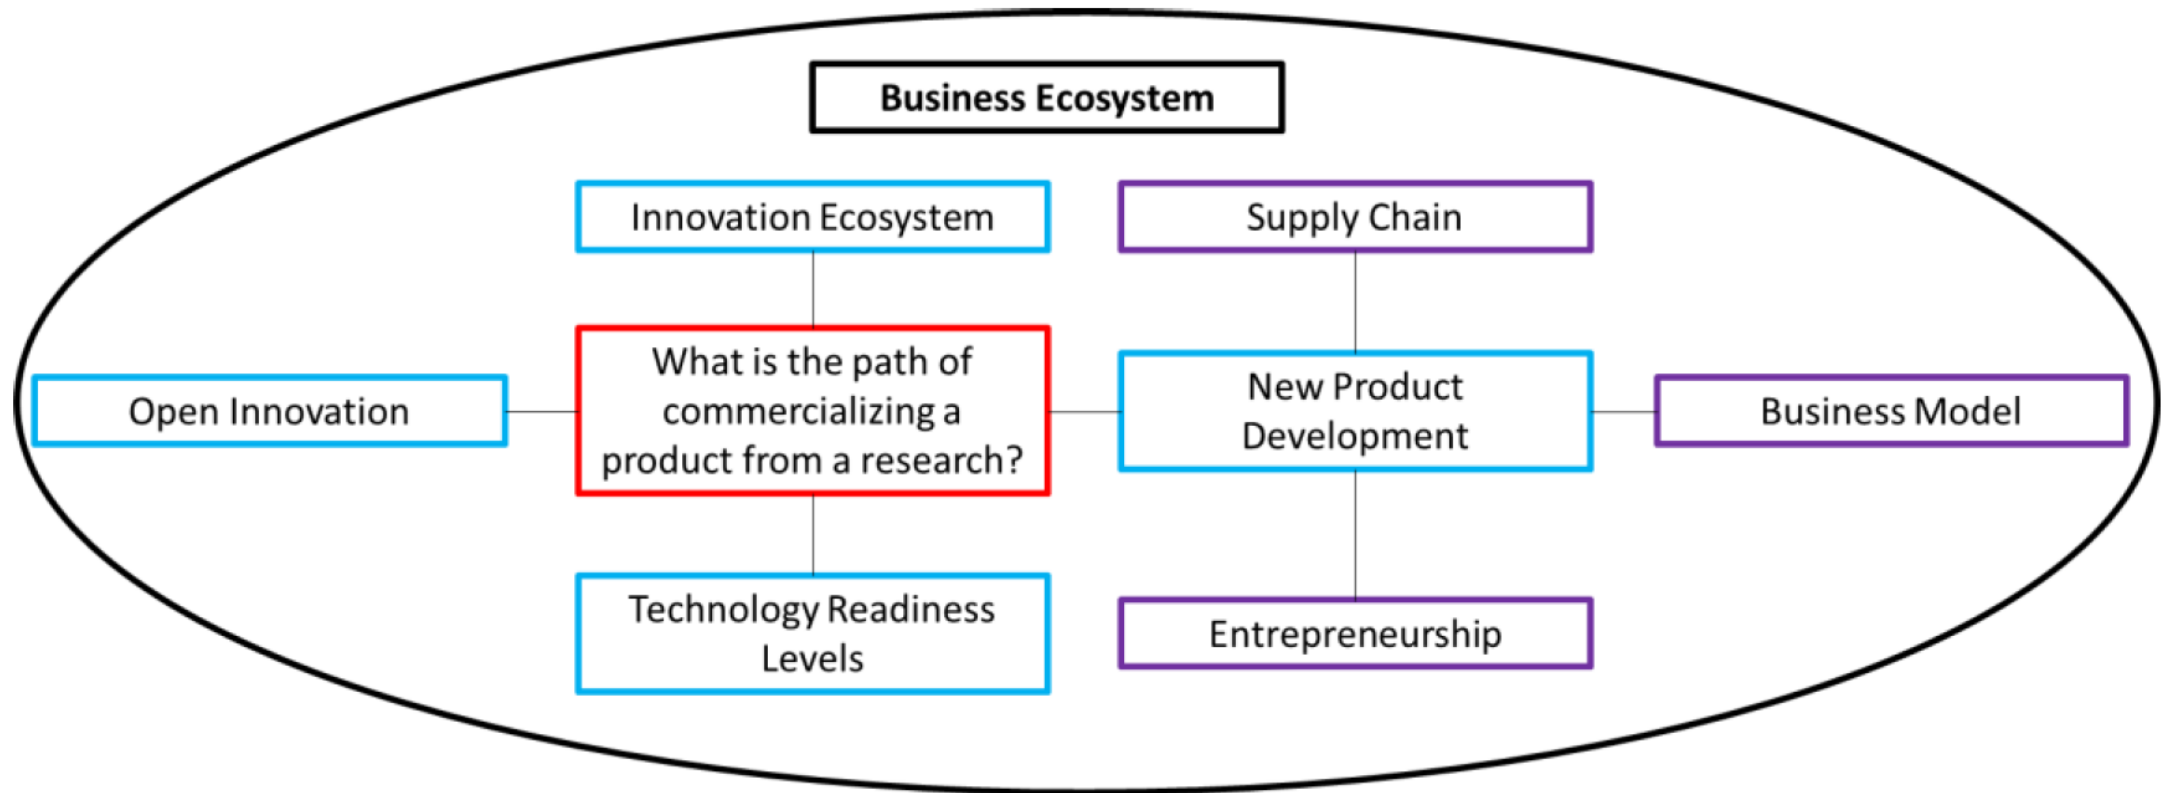 Business Ecosystem
Innovation Ecosystem
Supply Chain
Open Innovation
What is the path of
commercializing a
product from a research?
New Product
Development
Business Model
Technology Readiness
Levels
Entrepreneurship